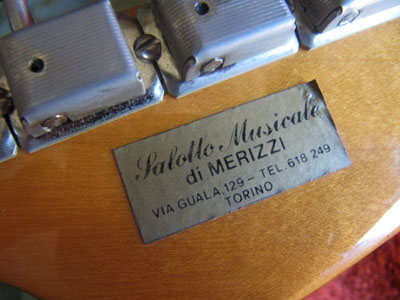 Salotto Musicale
di MERIZZI
VIA GUALA, 129 - TEL. 618 249
TORINO